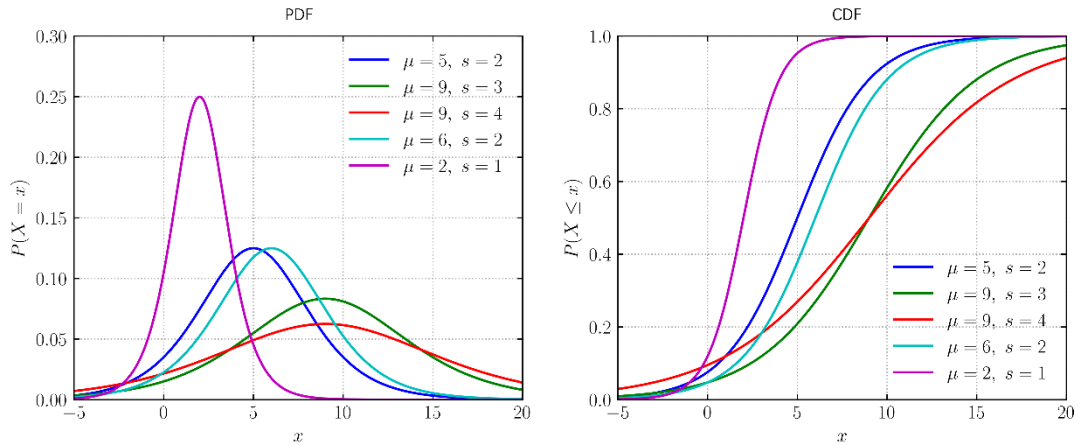 PDF
0.30
0.25
0.20
0.15
0.10
0.05
0.00
P(X = x)
−5
0
5
10
15
20
x
μ = 5, s = 2
μ = 9, s = 3
μ = 9, s = 4
μ = 6, s = 2
μ = 2, s = 1
CDF
1.0
0.8
0.6
0.4
0.2
0.0
P(X ≤ x)
−5
0
5
10
15
20
x
μ = 5, s = 2
μ = 9, s = 3
μ = 9, s = 4
μ = 6, s = 2
μ = 2, s = 1